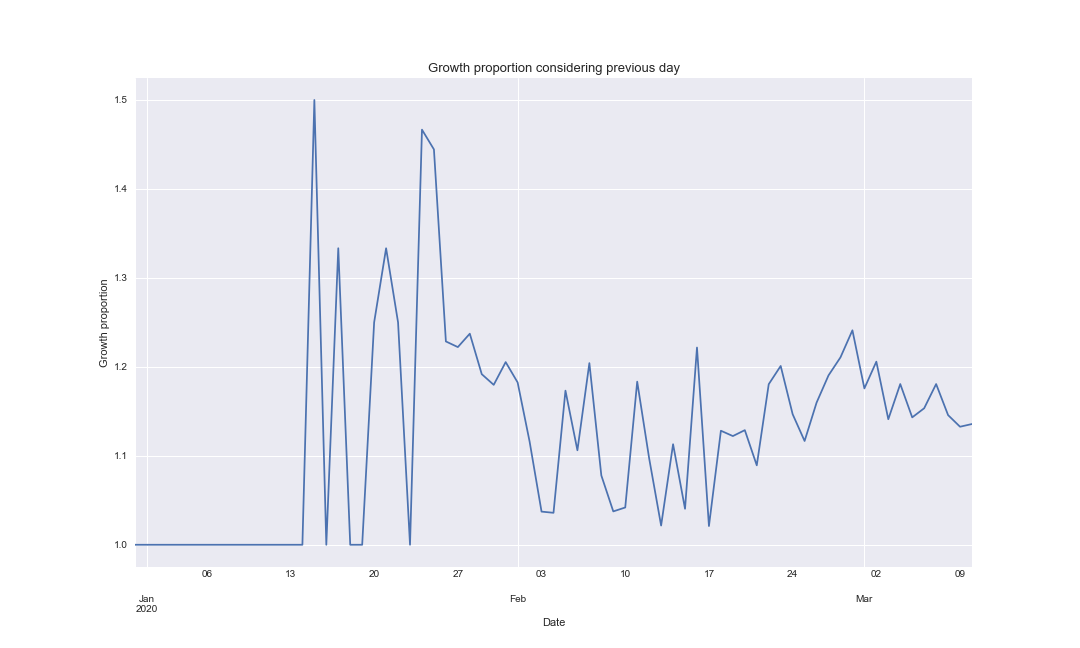 Growth proportion considering previous day
1.5
1.4
1.3
1.2
1.1
1.0
Growth proportion
06 13 20 27 03 10 17 24 02 09
Jan Feb Mar
2020
Date